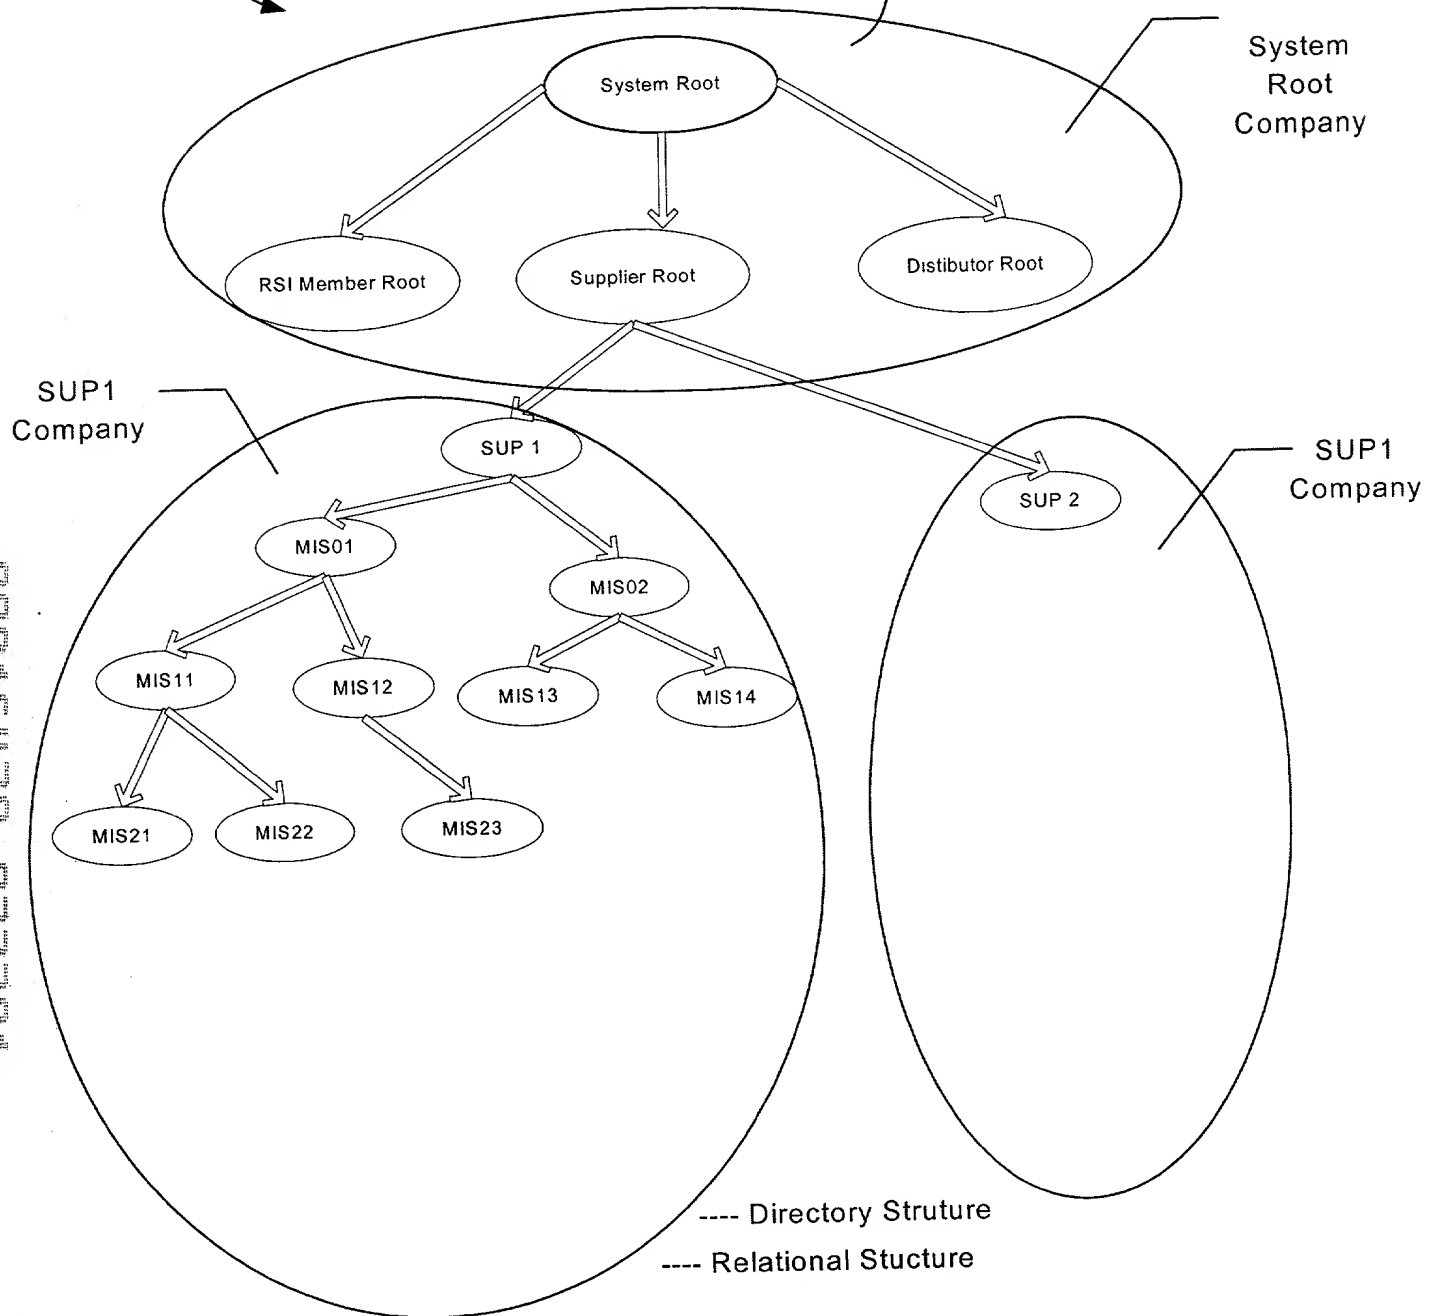 System
Root
Company
System Root
RSI Member Root
Supplier Root
Distibutor Root
SUP1
Company
SUP 1
SUP 2
SUP1
Company
MIS01
MIS02
MIS11
MIS12
MIS13
MIS14
MIS21
MIS22
MIS23
---- Directory Struture
---- Relational Stucture